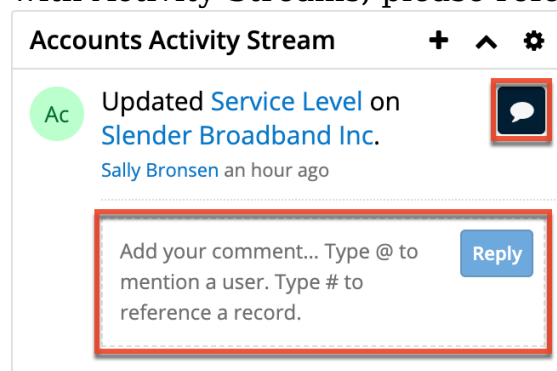 Accounts Activity Stream
Ac
Updated Service Level on
Slender Broadband Inc.
Sally Bronsen an hour ago
Add your comment... Type @ to
mention a user. Type # to
reference a record.
Reply